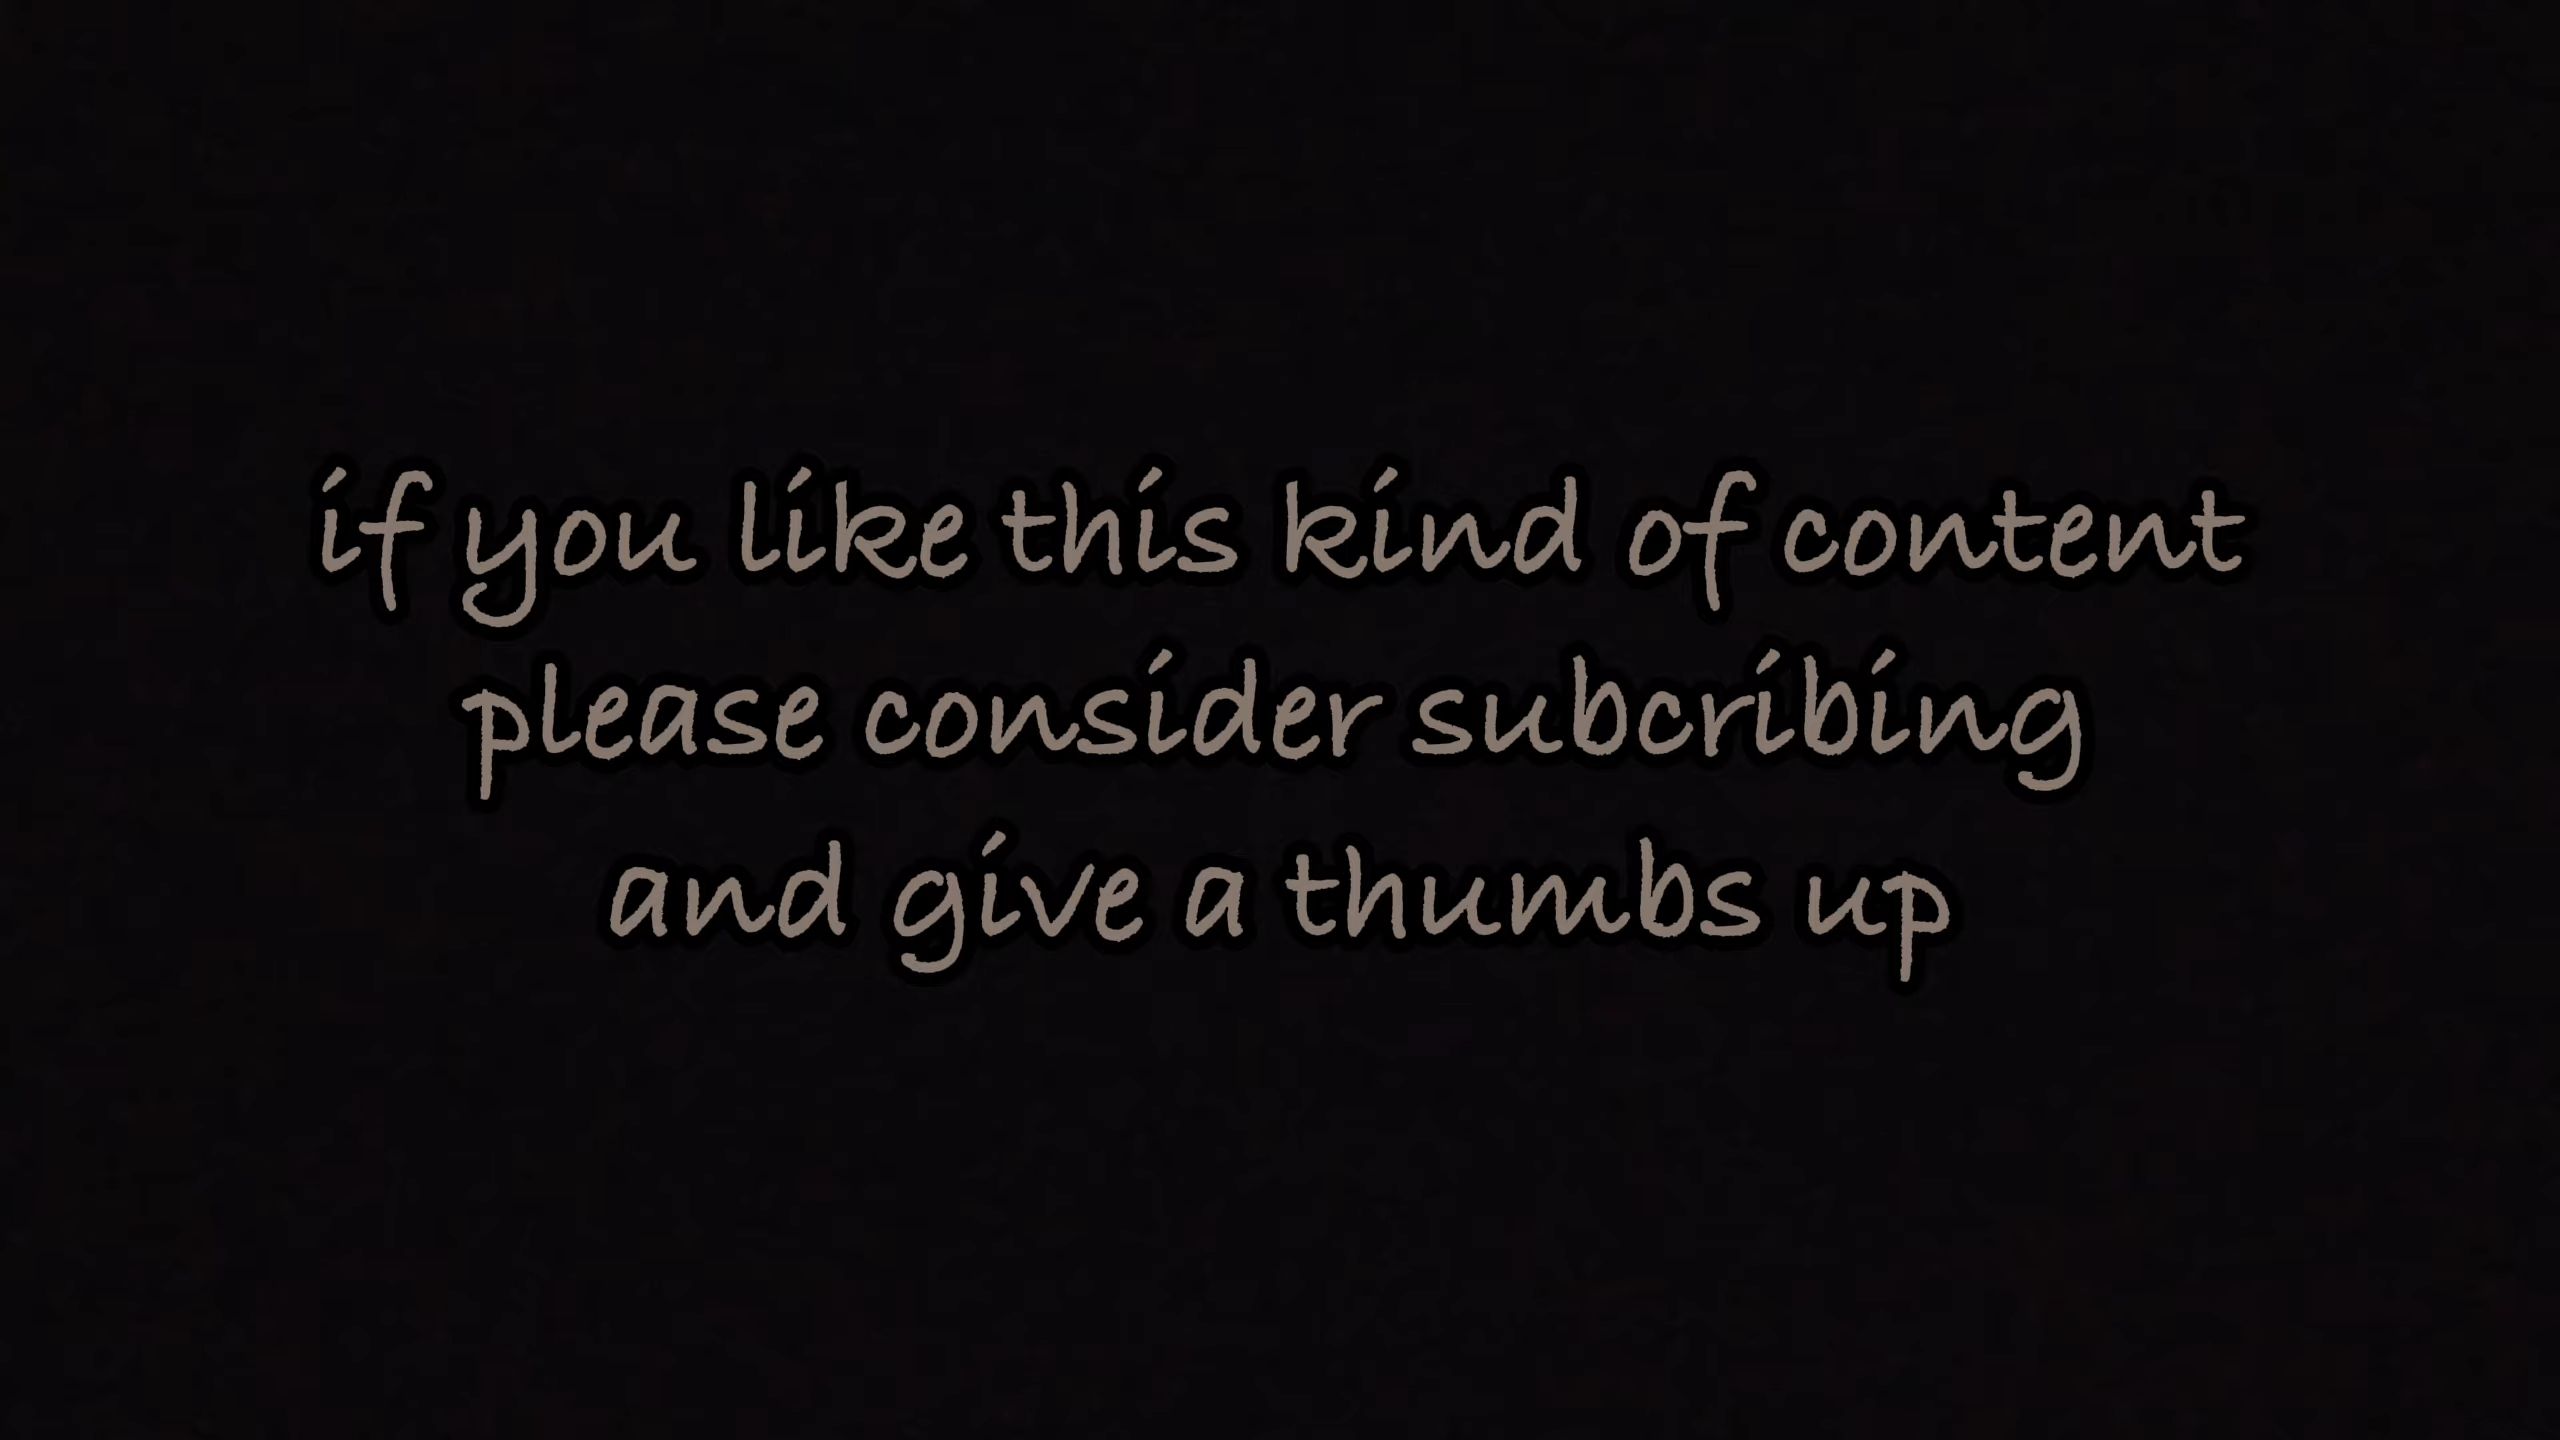 if you like this kind of content
please consider subcribing
and give a thumbs up